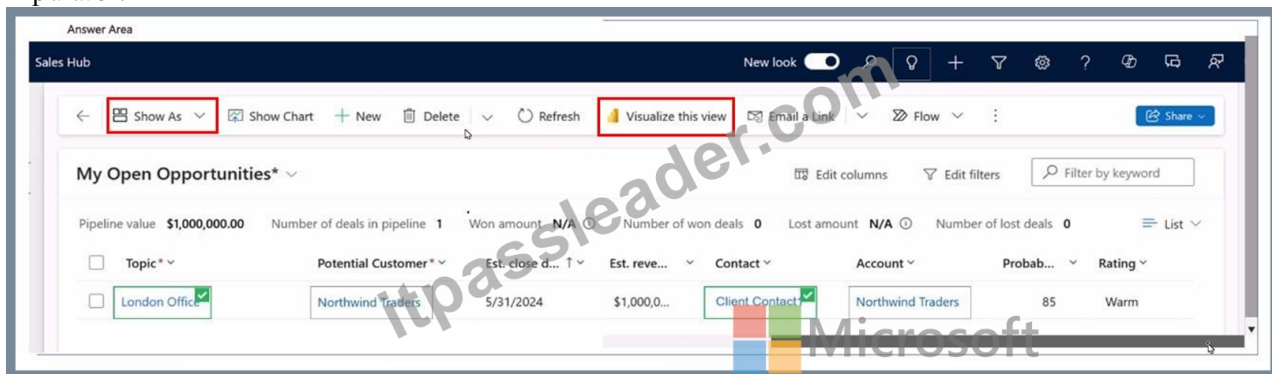 Answer Area
Sales Hub New look
Show As Show Chart New Delete Refresh Visualize this view Email a Link Flow Share
My Open Opportunities* Edit columns Edit filters Filter by keyword
Pipeline value $1,000,000.00 Number of deals in pipeline 1 Won amount N/A Number of won deals 0 Lost amount N/A Number of lost deals 0 List
Topic* Potential Customer* Est. close d... ↑ Est. reve... Contact Account Probab... Rating
London Office Northwind Traders 5/31/2024 $1,000,0... Client Contact Northwind Traders 85 Warm
itpassleader.com
Microsoft